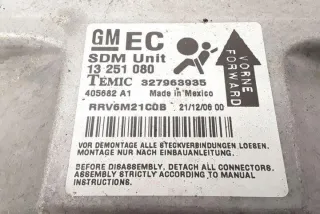 GM EC
SDM Unit
13 251 080
TEMIC 327963935
405682 A1 Made in Mexico
RRV6M21C0B 21/12/06 00
VORNE
FORWARD
VOR DEMONTAGE ALLE STECKVERBINDUNGEN LOESEN.
MONTAGE NUR NACH EINBAUANLEITUNG.
BEFORE DISASSEMBLY, DETACH ALL CONNECTORS.
ASSEMBLY STRICTLY ACCORDING TO MANUAL
INSTRUCTIONS.